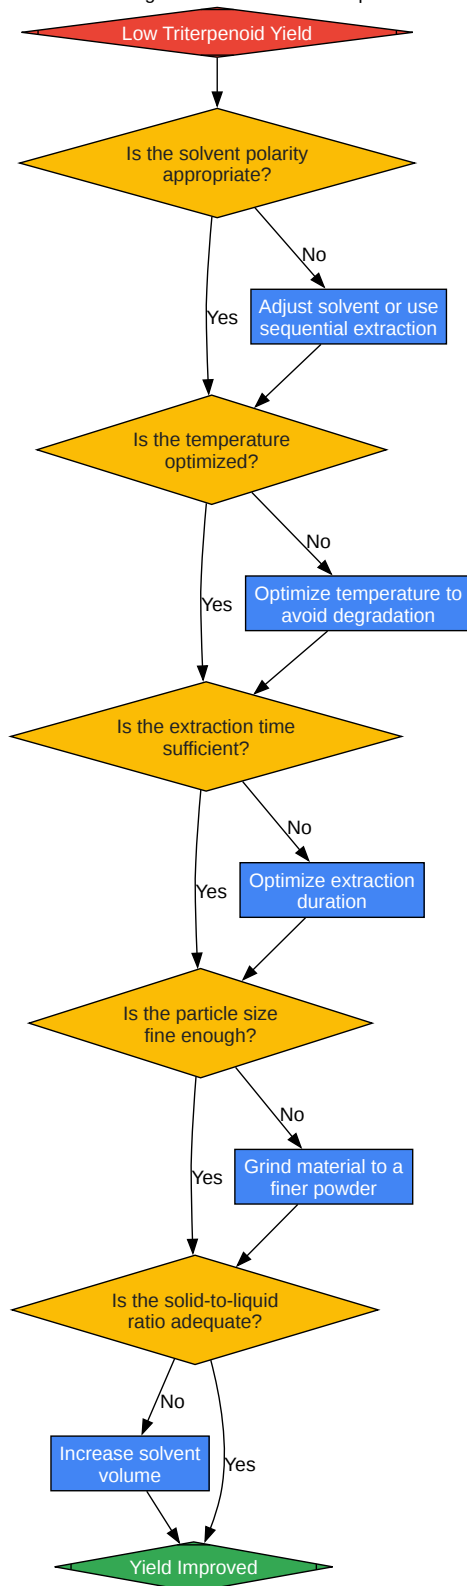 Low Triterpenoid Yield
Is the solvent polarity
appropriate?
No
Adjust solvent or use
sequential extraction
Yes
Is the temperature
optimized?
No
Optimize temperature to
avoid degradation
Yes
Is the extraction time
sufficient?
No
Optimize extraction
duration
Yes
Is the particle size
fine enough?
No
Grind material to a
finer powder
Yes
Is the solid-to-liquid
ratio adequate?
No
Increase solvent
volume
Yes
Yield Improved